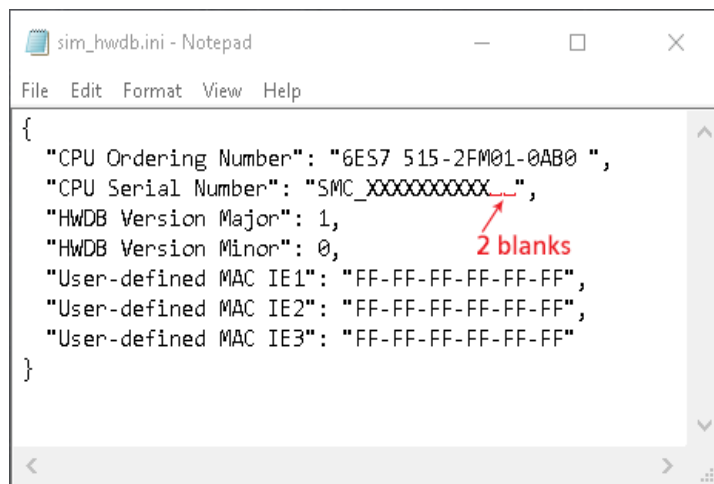 sim_hwdb.ini - Notepad
File Edit Format View Help
{
"CPU Ordering Number": "6ES7 515-2FM01-0AB0 ",
"CPU Serial Number": "SMC_XXXXXXXXXX  ",
"HWDB Version Major": 1,
"HWDB Version Minor": 0,
2 blanks
"User-defined MAC IE1": "FF-FF-FF-FF-FF-FF",
"User-defined MAC IE2": "FF-FF-FF-FF-FF-FF",
"User-defined MAC IE3": "FF-FF-FF-FF-FF-FF"
}